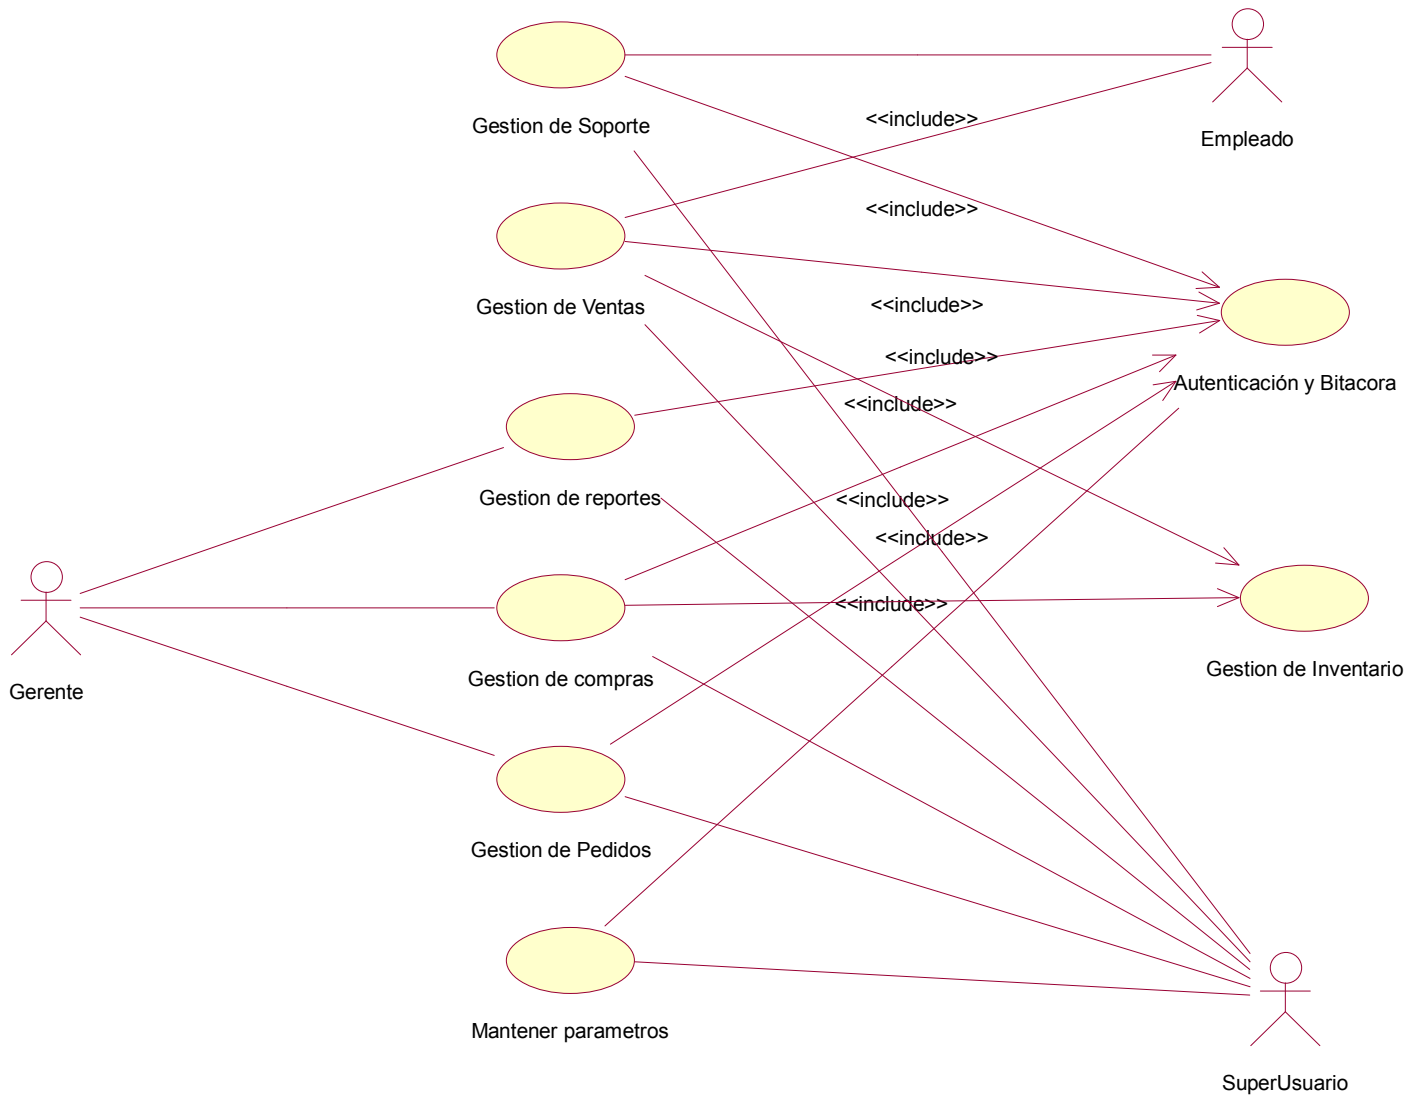 Gestion de Soporte
<<include>>
Empleado
<<include>>
Gestion de Ventas
<<include>>
<<include>>
Autenticación y Bitacora
<<include>>
Gestion de reportes
<<include>>
<<include>>
<<include>>
Gestion de compras
Gestion de Inventario
Gerente
Gestion de Pedidos
Mantener parametros
SuperUsuario